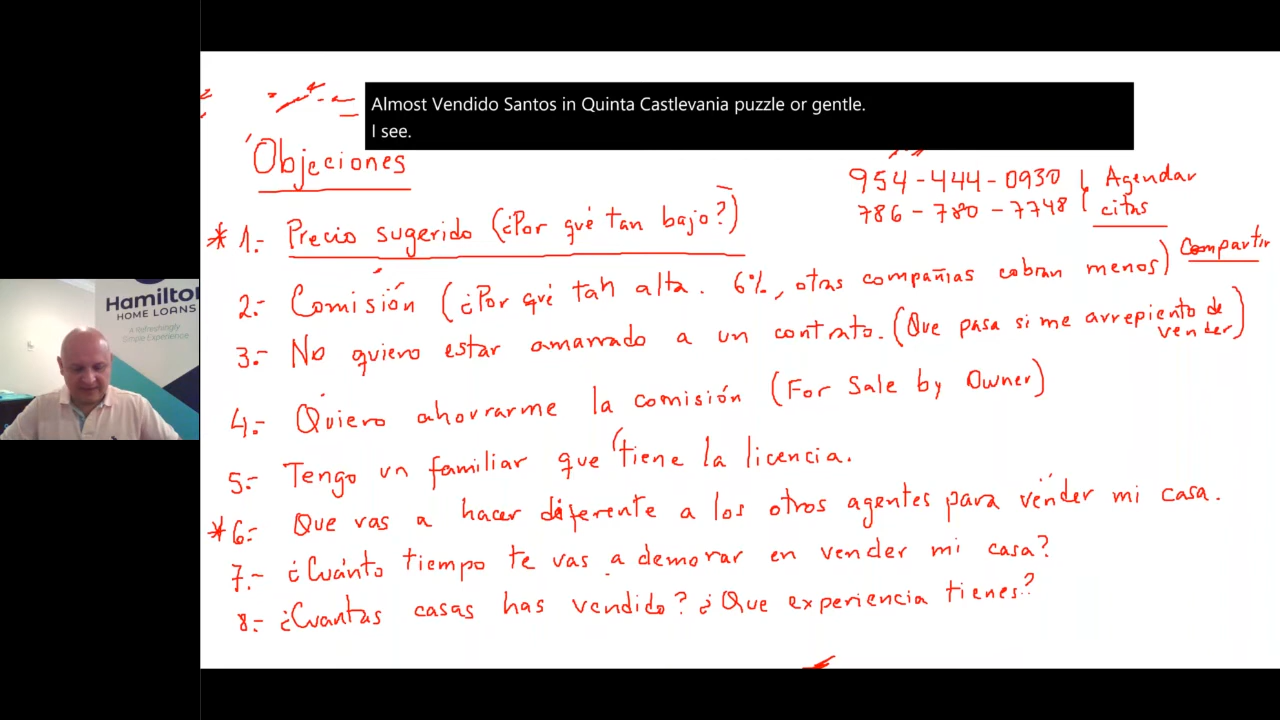 Almost Vendido Santos in Quinta Castlevania puzzle or gentle.
I see.
Objeciones
954-444-0930 Agendar
786-780-7748 citas
* 1.- Precio sugerido (¿Por qué tan bajo?)
Compartir
2.- Comisión (¿Por qué tan alta. 6%, otras compañias cobran menos)
3.- No quiero estar amarrado a un contrato. (Que pasa si me arrepiento de vender)
4.- Quiero ahorrarme la comisión (For Sale by Owner)
5.- Tengo un familiar que tiene la licencia.
* 6.- Que vas a hacer diferente a los otros agentes para vender mi casa.
7.- ¿Cuánto tiempo te vas a demorar en vender mi casa?
8.- ¿Cuantas casas has vendido? ¿Que experiencia tienes?
Hamilton
HOME LOANS
A Refreshingly
Simple Experience